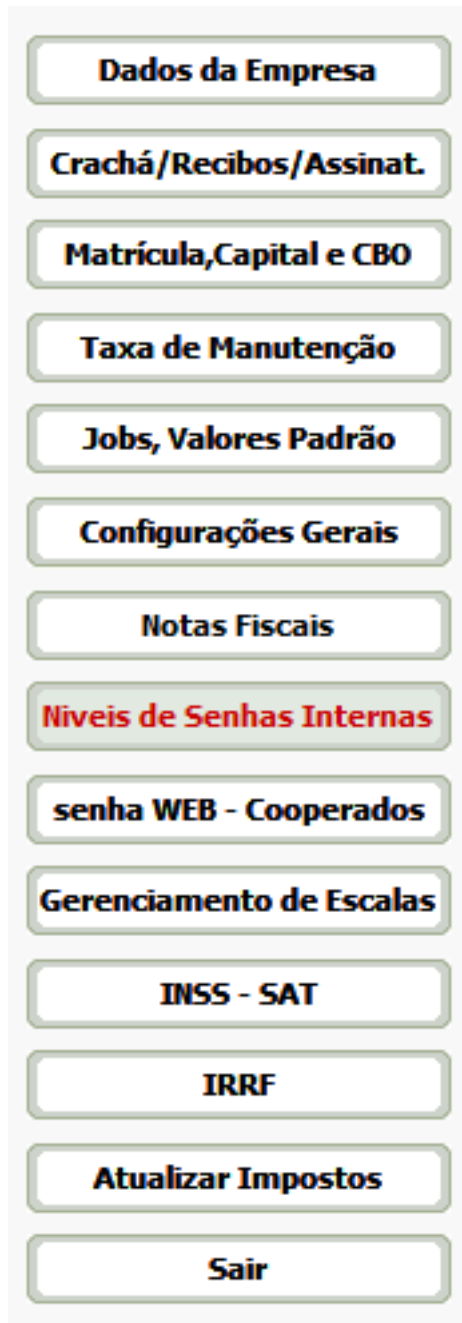 Dados da Empresa
Crachá/Recibos/Assinat.
Matrícula,Capital e CBO
Taxa de Manutenção
Jobs, Valores Padrão
Configurações Gerais
Notas Fiscais
Niveis de Senhas Internas
senha WEB - Cooperados
Gerenciamento de Escalas
INSS - SAT
IRRF
Atualizar Impostos
Sair